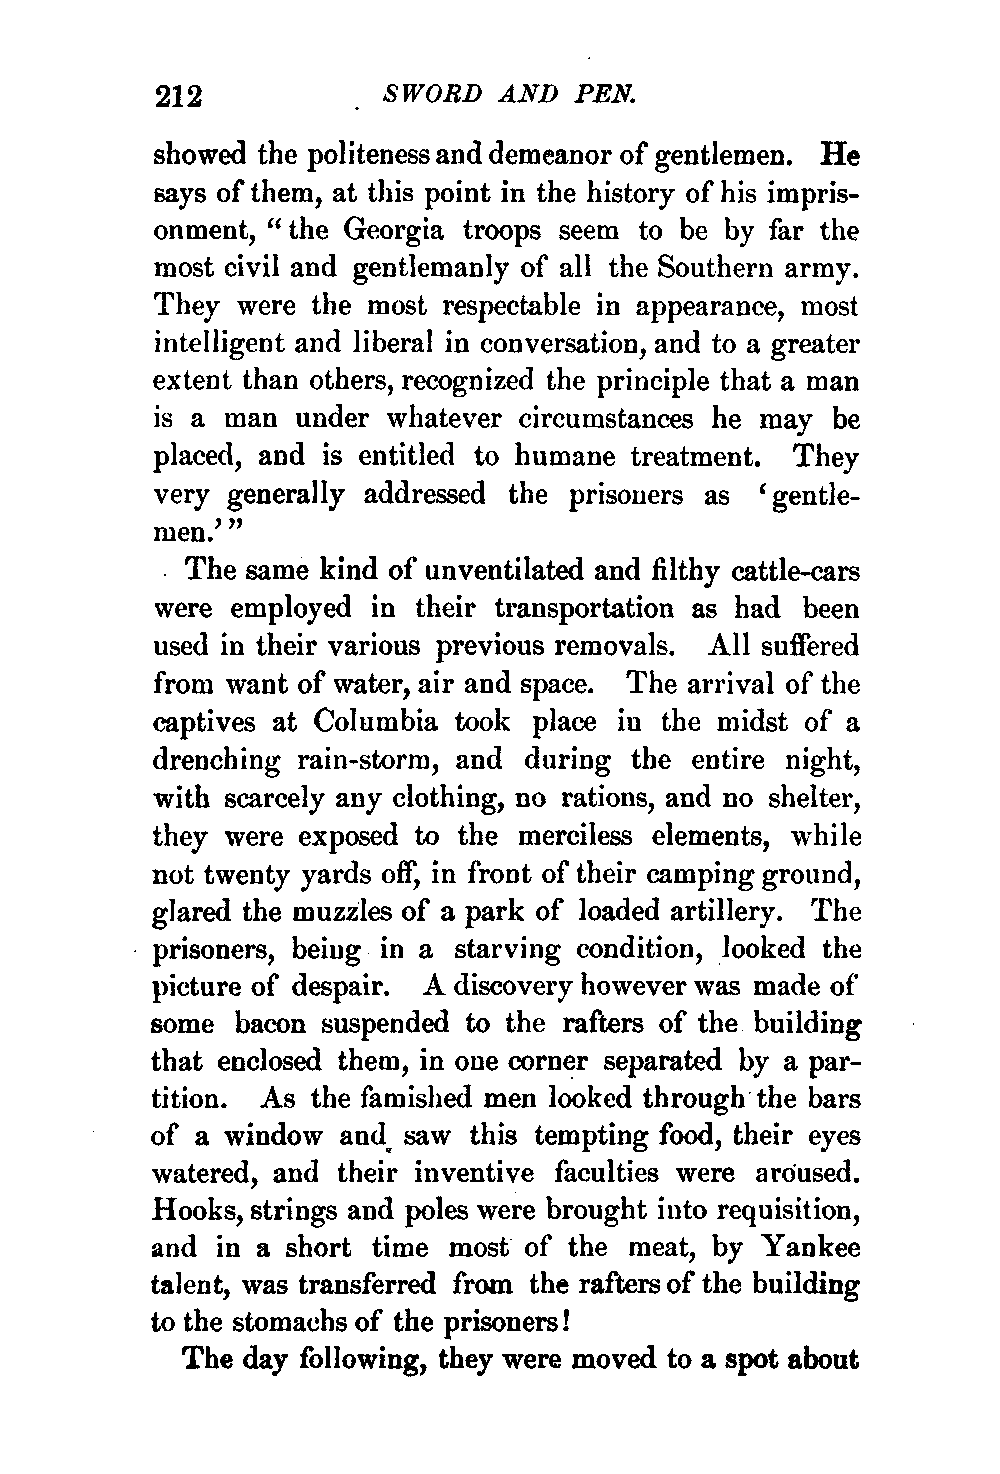 212 SWORD AND PEN.
showed the politeness and demeanor of gentlemen. He
says of them, at this point in the history of his impris-
onment, “ the Georgia troops seem to be by far the
most civil and gentlemanly of all the Southern army.
They were the most respectable in appearance, most
intelligent and liberal in conversation, and to a greater
extent than others, recognized the principle that a man
is a man under whatever circumstances he may be
placed, and is entitled to humane treatment. They
very generally addressed the prisoners as ‘gentle-
men.’”
The same kind of unventilated and filthy cattle-cars
were employed in their transportation as had been
used in their various previous removals. All suffered
from want of water, air and space. The arrival of the
captives at Columbia took place in the midst of a
drenching rain-storm, and during the entire night,
with scarcely any clothing, no rations, and no shelter,
they were exposed to the merciless elements, while
not twenty yards off, in front of their camping ground,
glared the muzzles of a park of loaded artillery. The
prisoners, being in a starving condition, looked the
picture of despair. A discovery however was made of
some bacon suspended to the rafters of the building
that enclosed them, in one corner separated by a par-
tition. As the famished men looked through the bars
of a window and saw this tempting food, their eyes
watered, and their inventive faculties were aroused.
Hooks, strings and poles were brought into requisition,
and in a short time most of the meat, by Yankee
talent, was transferred from the rafters of the building
to the stomachs of the prisoners!
The day following, they were moved to a spot about